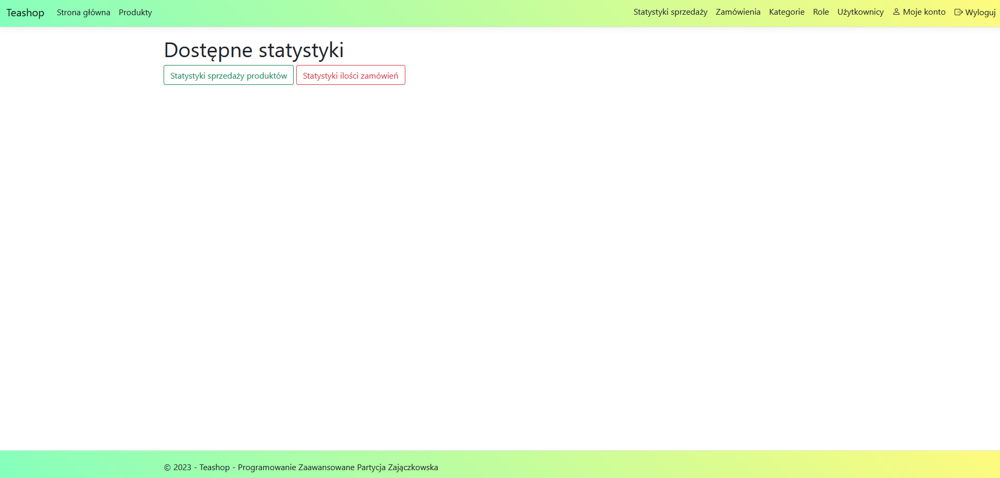 Teashop Strona główna Produkty Statystyki sprzedaży Zamówienia Kategorie Role Użytkownicy Moje konto Wyloguj
Dostępne statystyki
Statystyki sprzedaży produktów Statystyki ilości zamówień
© 2023 - Teashop - Programowanie Zaawansowane Partycja Zajączkowska